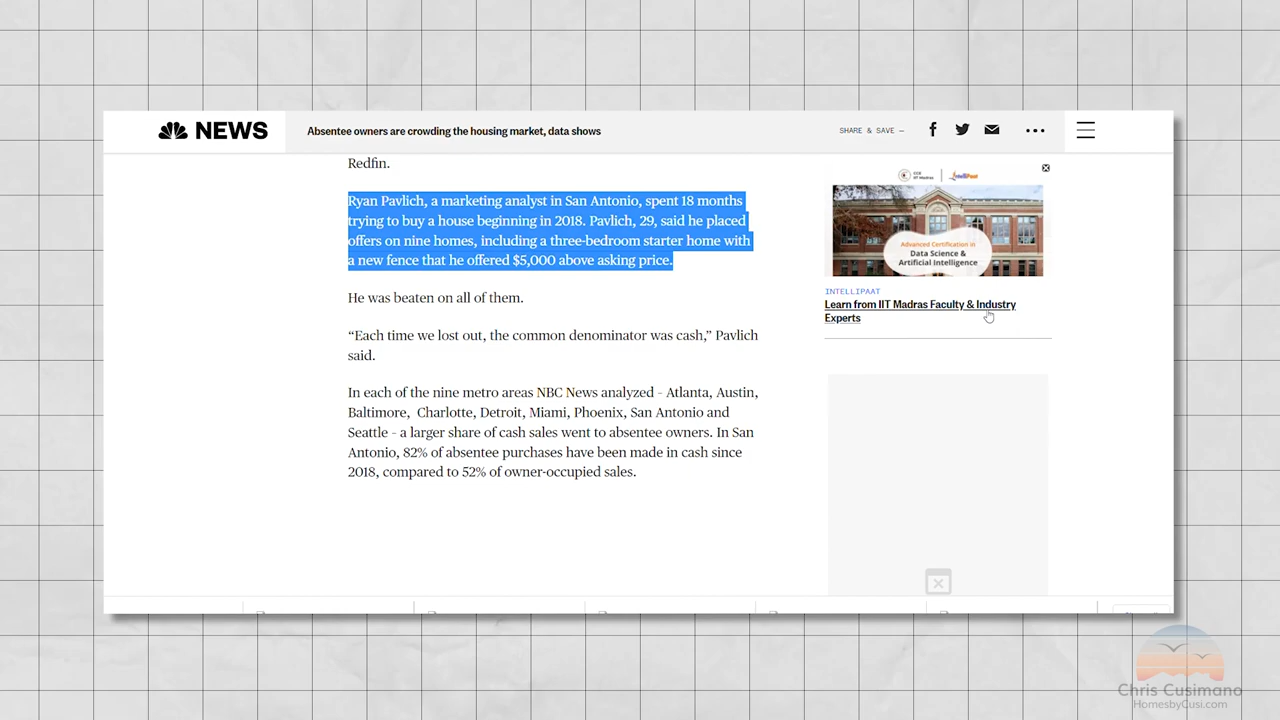 NEWS
Absentee owners are crowding the housing market, data shows
SHARE & SAVE —
Redfin.
Ryan Pavlich, a marketing analyst in San Antonio, spent 18 months
trying to buy a house beginning in 2018. Pavlich, 29, said he placed
offers on nine homes, including a three-bedroom starter home with
a new fence that he offered $5,000 above asking price.
He was beaten on all of them.
“Each time we lost out, the common denominator was cash,” Pavlich
said.
In each of the nine metro areas NBC News analyzed – Atlanta, Austin,
Baltimore, Charlotte, Detroit, Miami, Phoenix, San Antonio and
Seattle – a larger share of cash sales went to absentee owners. In San
Antonio, 82% of absentee purchases have been made in cash since
2018, compared to 52% of owner-occupied sales.
IIT Madras
Intellipaat
Advanced Certification in
Data Science &
Artificial Intelligence
INTELLIPAAT
Learn from IIT Madras Faculty & Industry
Experts
Chris Cusimano
HomesbyCusi.com